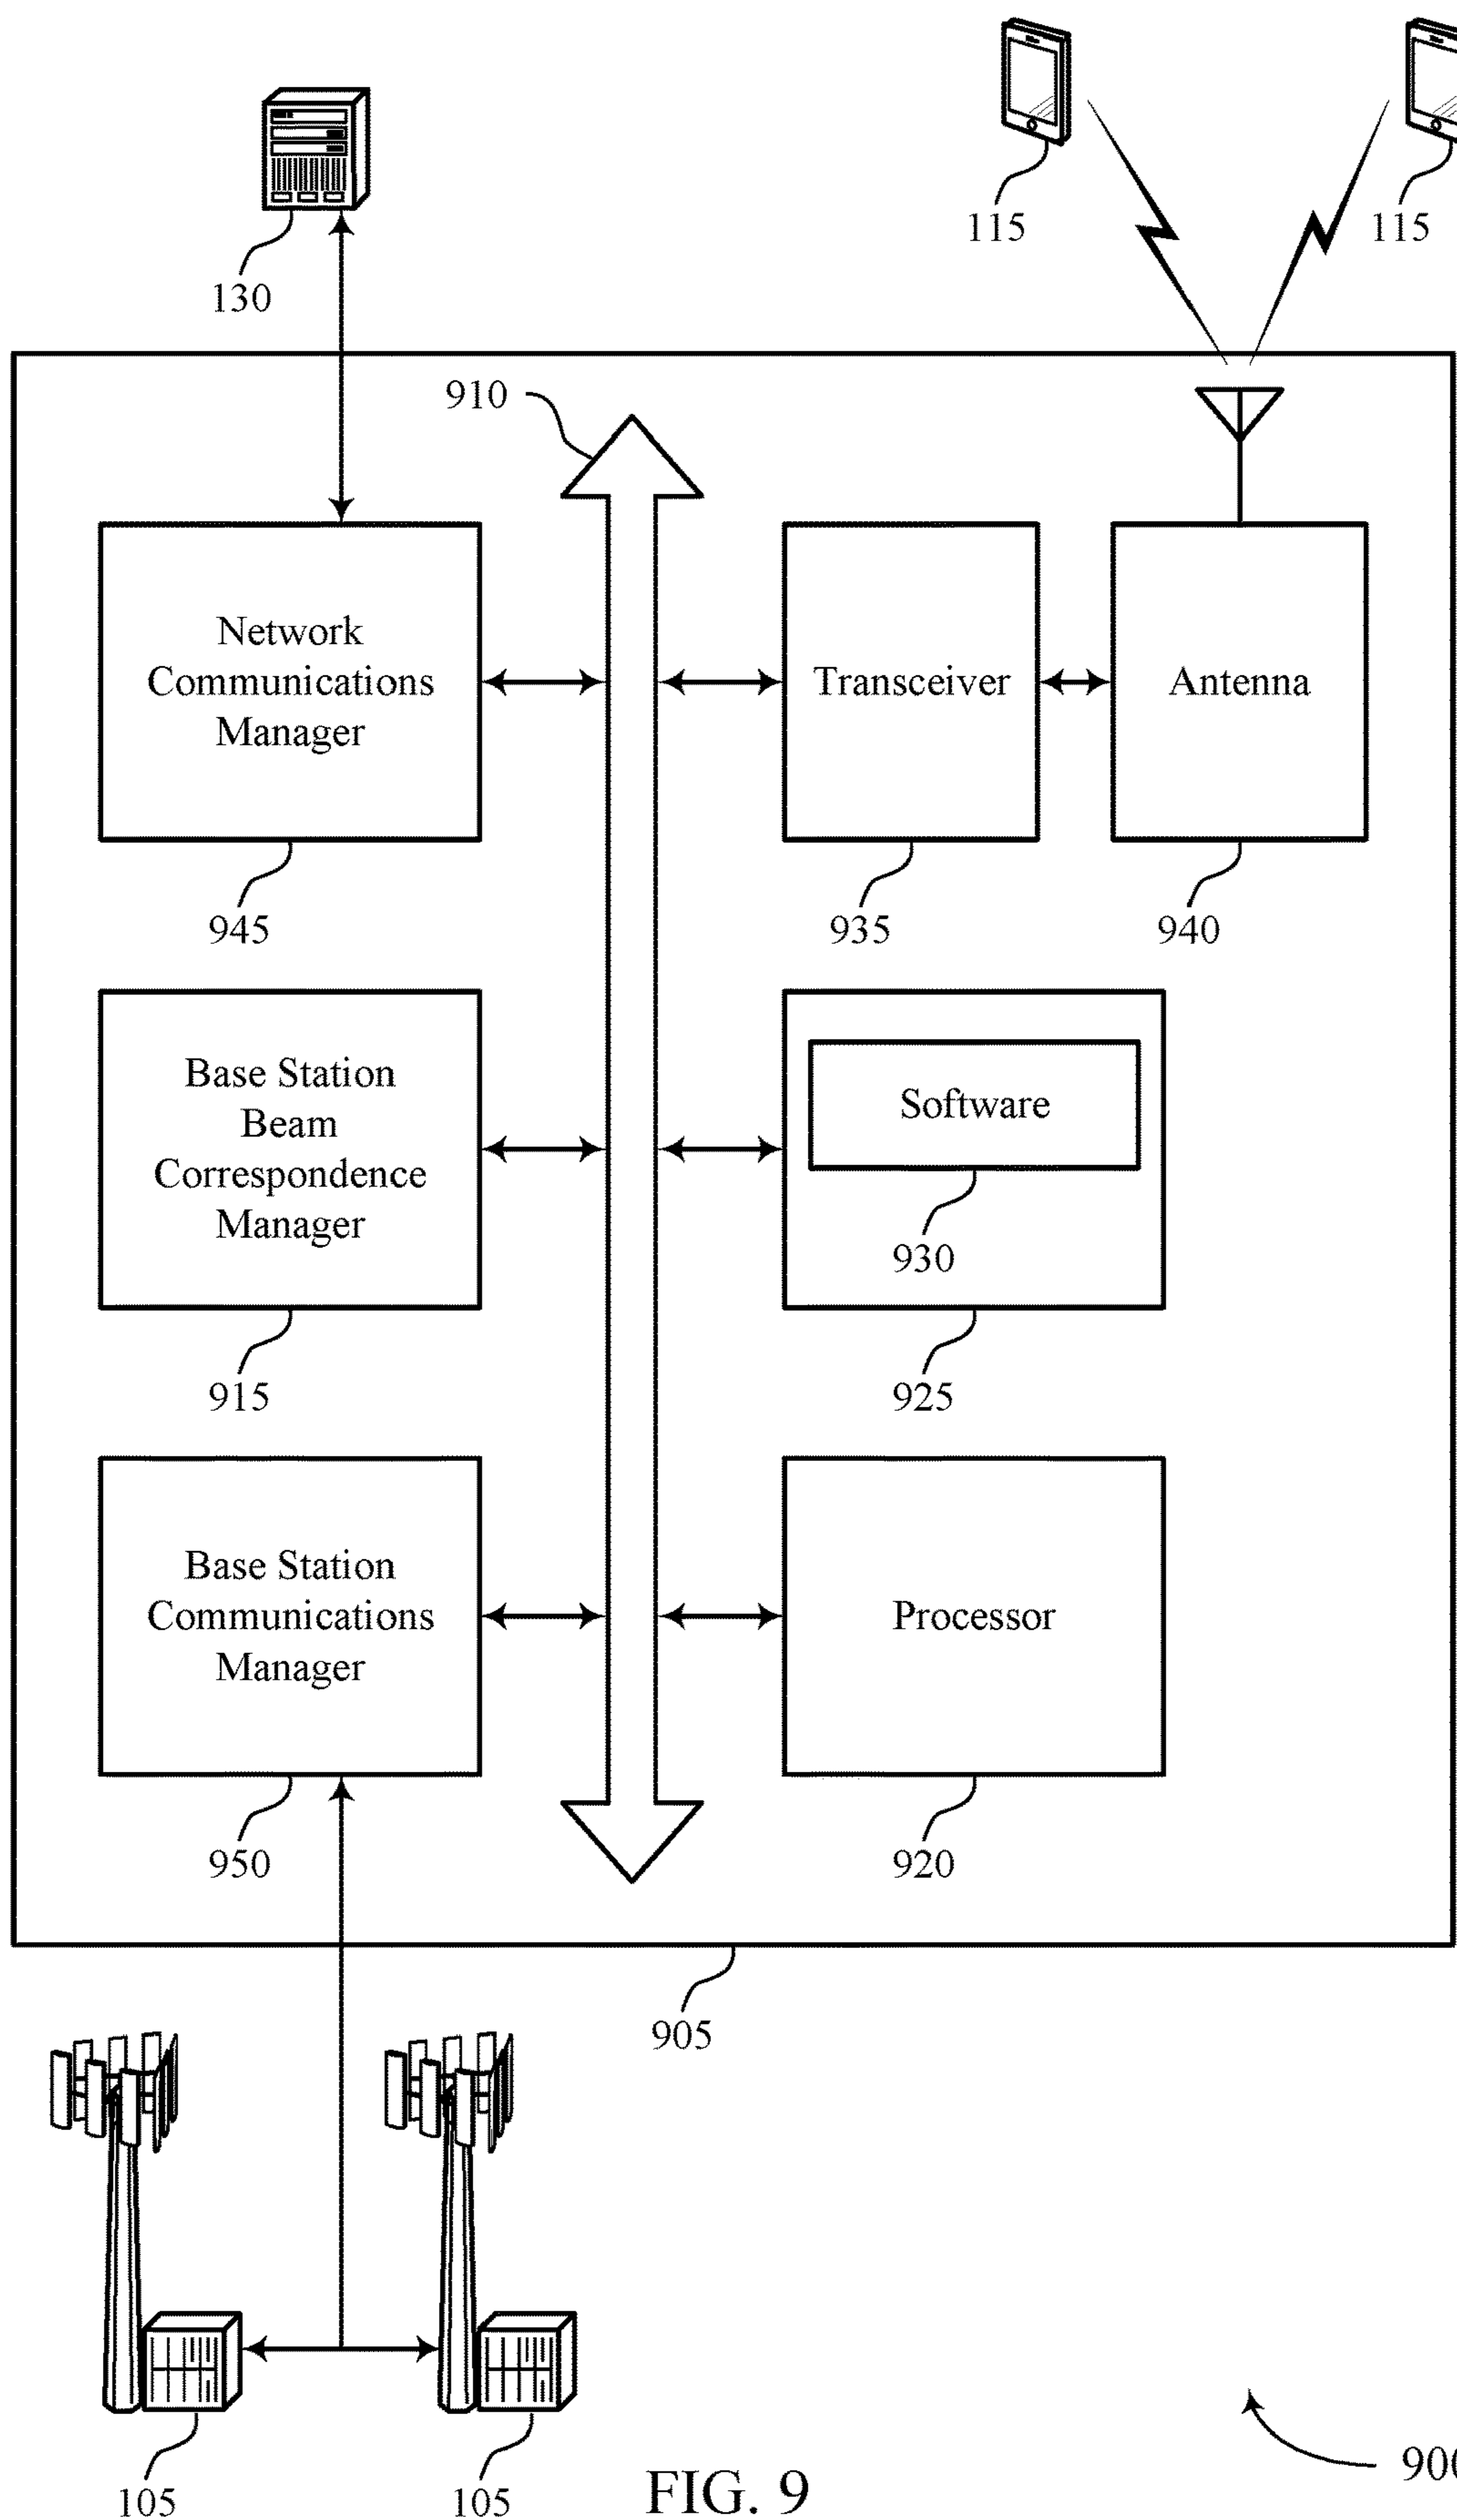 115
115
130
910
Network
Communications
Manager
Transceiver
Antenna
945
935
940
Base Station
Beam
Correspondence
Manager
Software
930
915
925
Base Station
Communications
Manager
Processor
950
920
905
105
105
FIG. 9
900